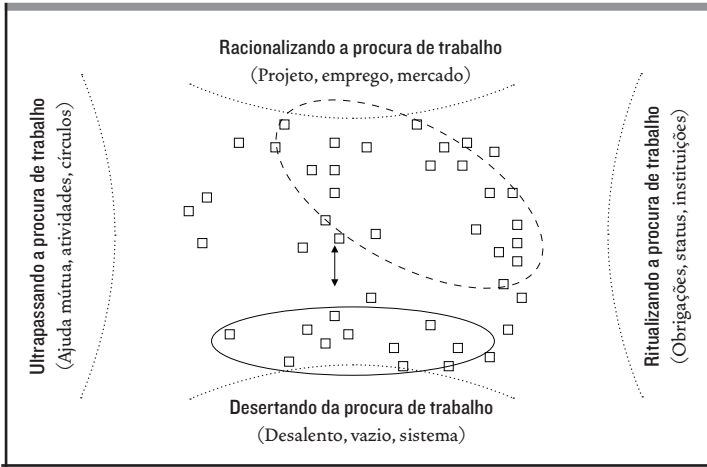 Racionalizando a procura de trabalho
(Projeto, emprego, mercado)
Ultrapassando a procura de trabalho
(Ajuda mútua, atividades, círculos)
Ritualizando a procura de trabalho
(Obrigações, status, instituições)
Desertando da procura de trabalho
(Desalento, vazio, sistema)